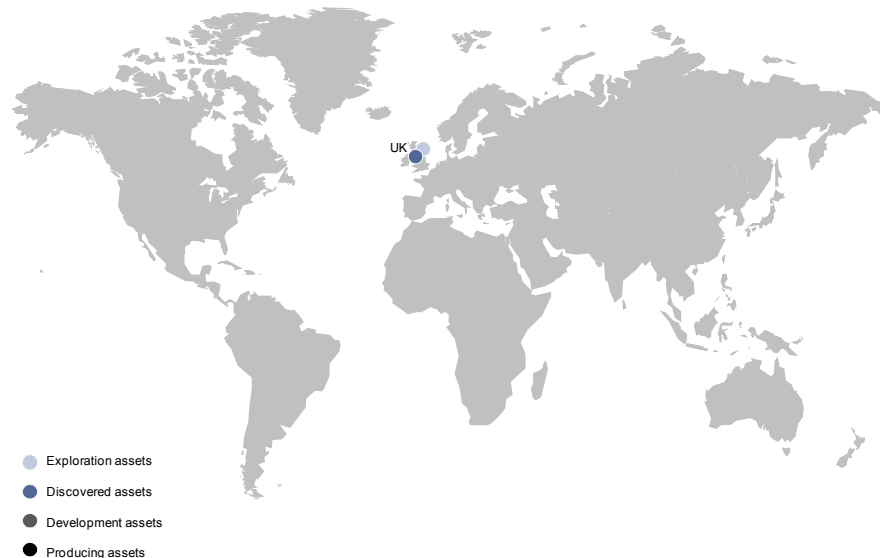 UK
Exploration assets
Discovered assets
Development assets
Producing assets